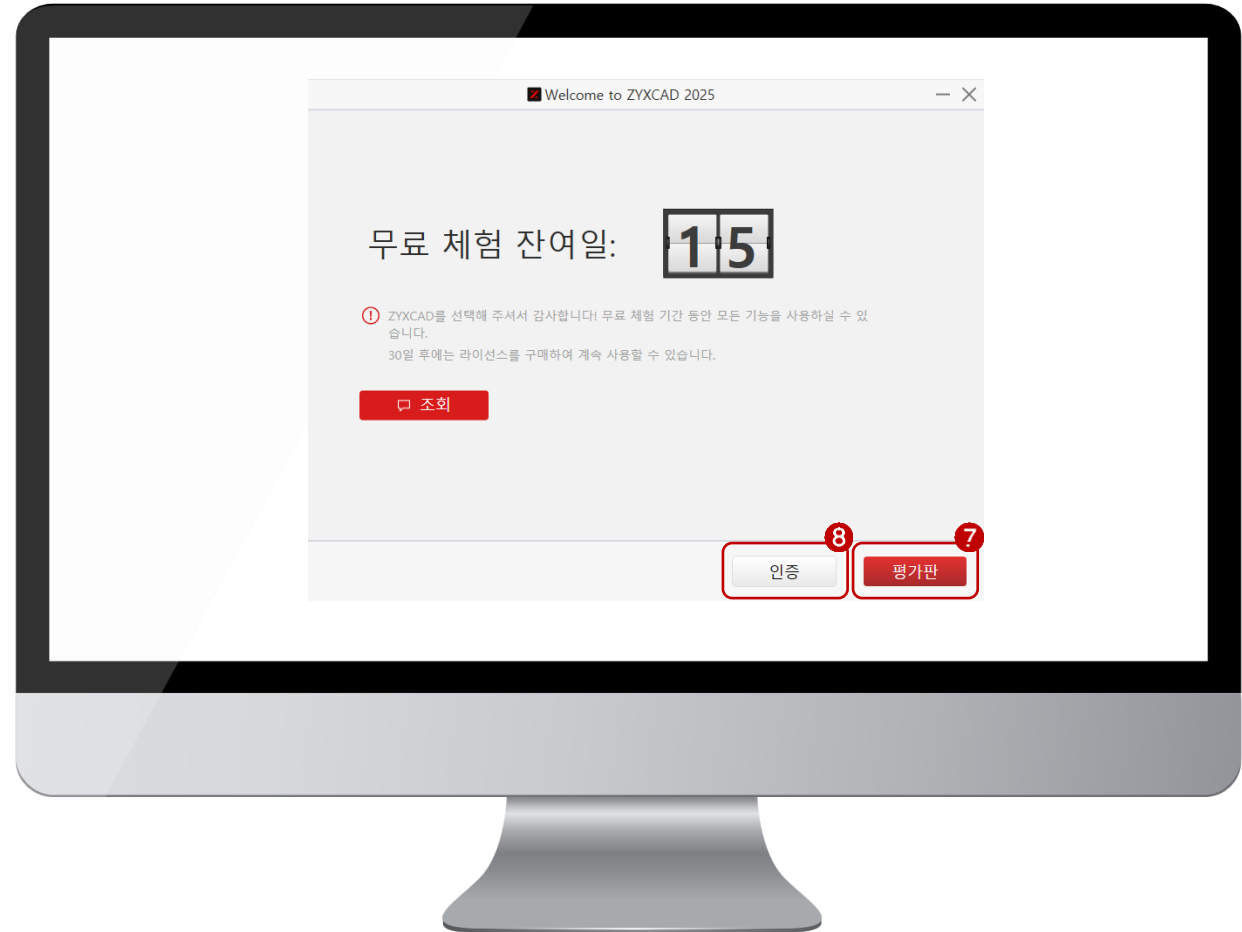 Welcome to ZYXCAD 2025
무료 체험 잔여일: 15
ZYXCAD를 선택해 주셔서 감사합니다! 무료 체험 기간 동안 모든 기능을 사용하실 수 있
습니다.
30일 후에는 라이선스를 구매하여 계속 사용할 수 있습니다.
조회
8 7
인증 평가판